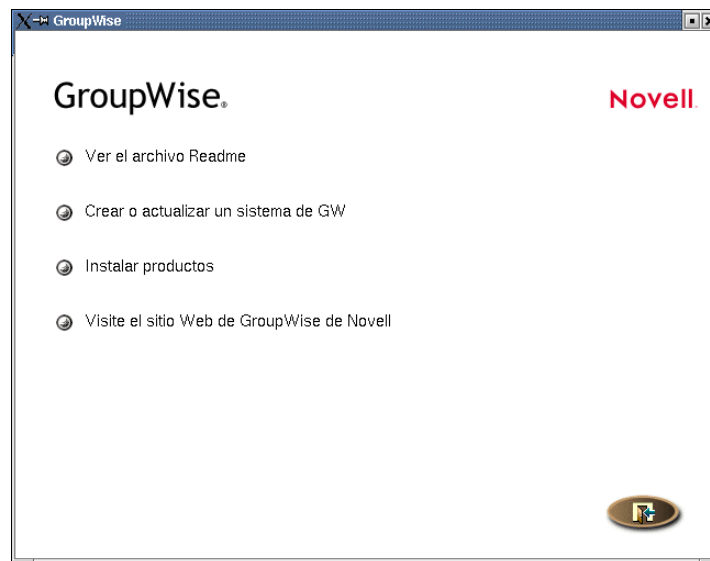 GroupWise
GroupWise®
Novell.
Ver el archivo Readme
Crear o actualizar un sistema de GW
Instalar productos
Visite el sitio Web de GroupWise de Novell